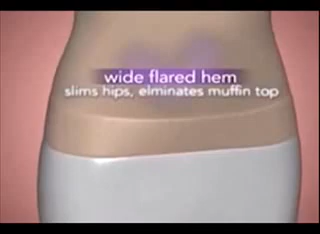 wide flared hem
slims hips, elminates muffin top